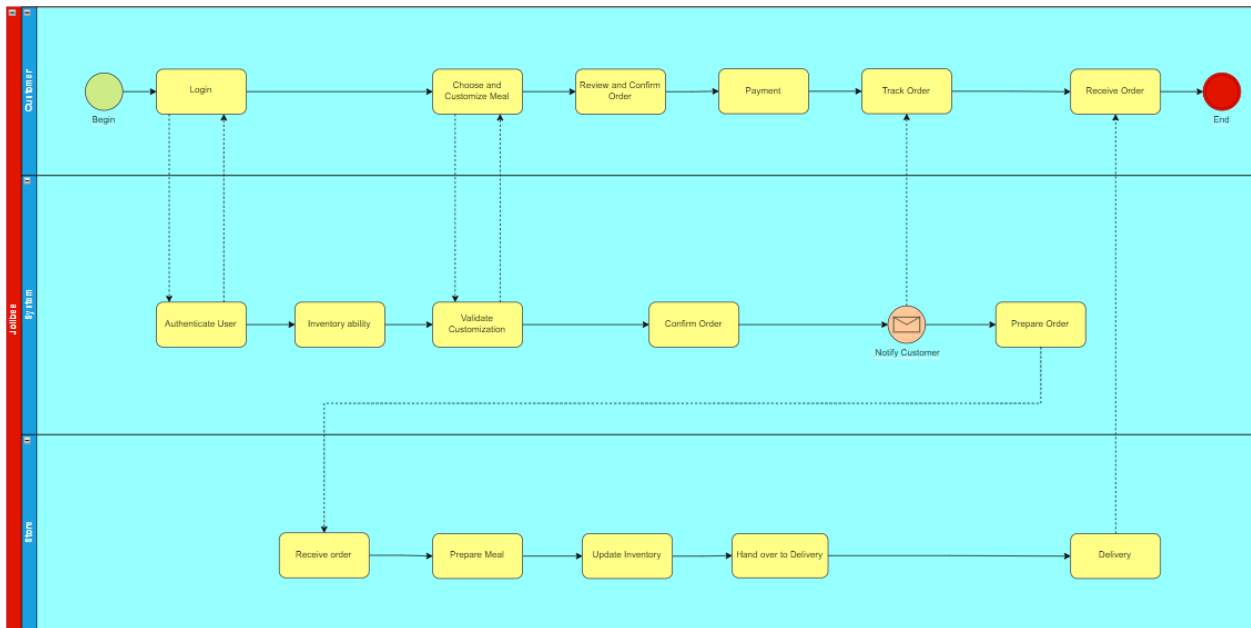 Jolibee
Customer
Begin
Login
Choose and
Customize Meal
Review and Confirm
Order
Payment
Track Order
Receive Order
End
System
Authenticate User
Inventory ability
Validate
Customization
Confirm Order
Notify Customer
Prepare Order
Store
Receive order
Prepare Meal
Update Inventory
Hand over to Delivery
Delivery